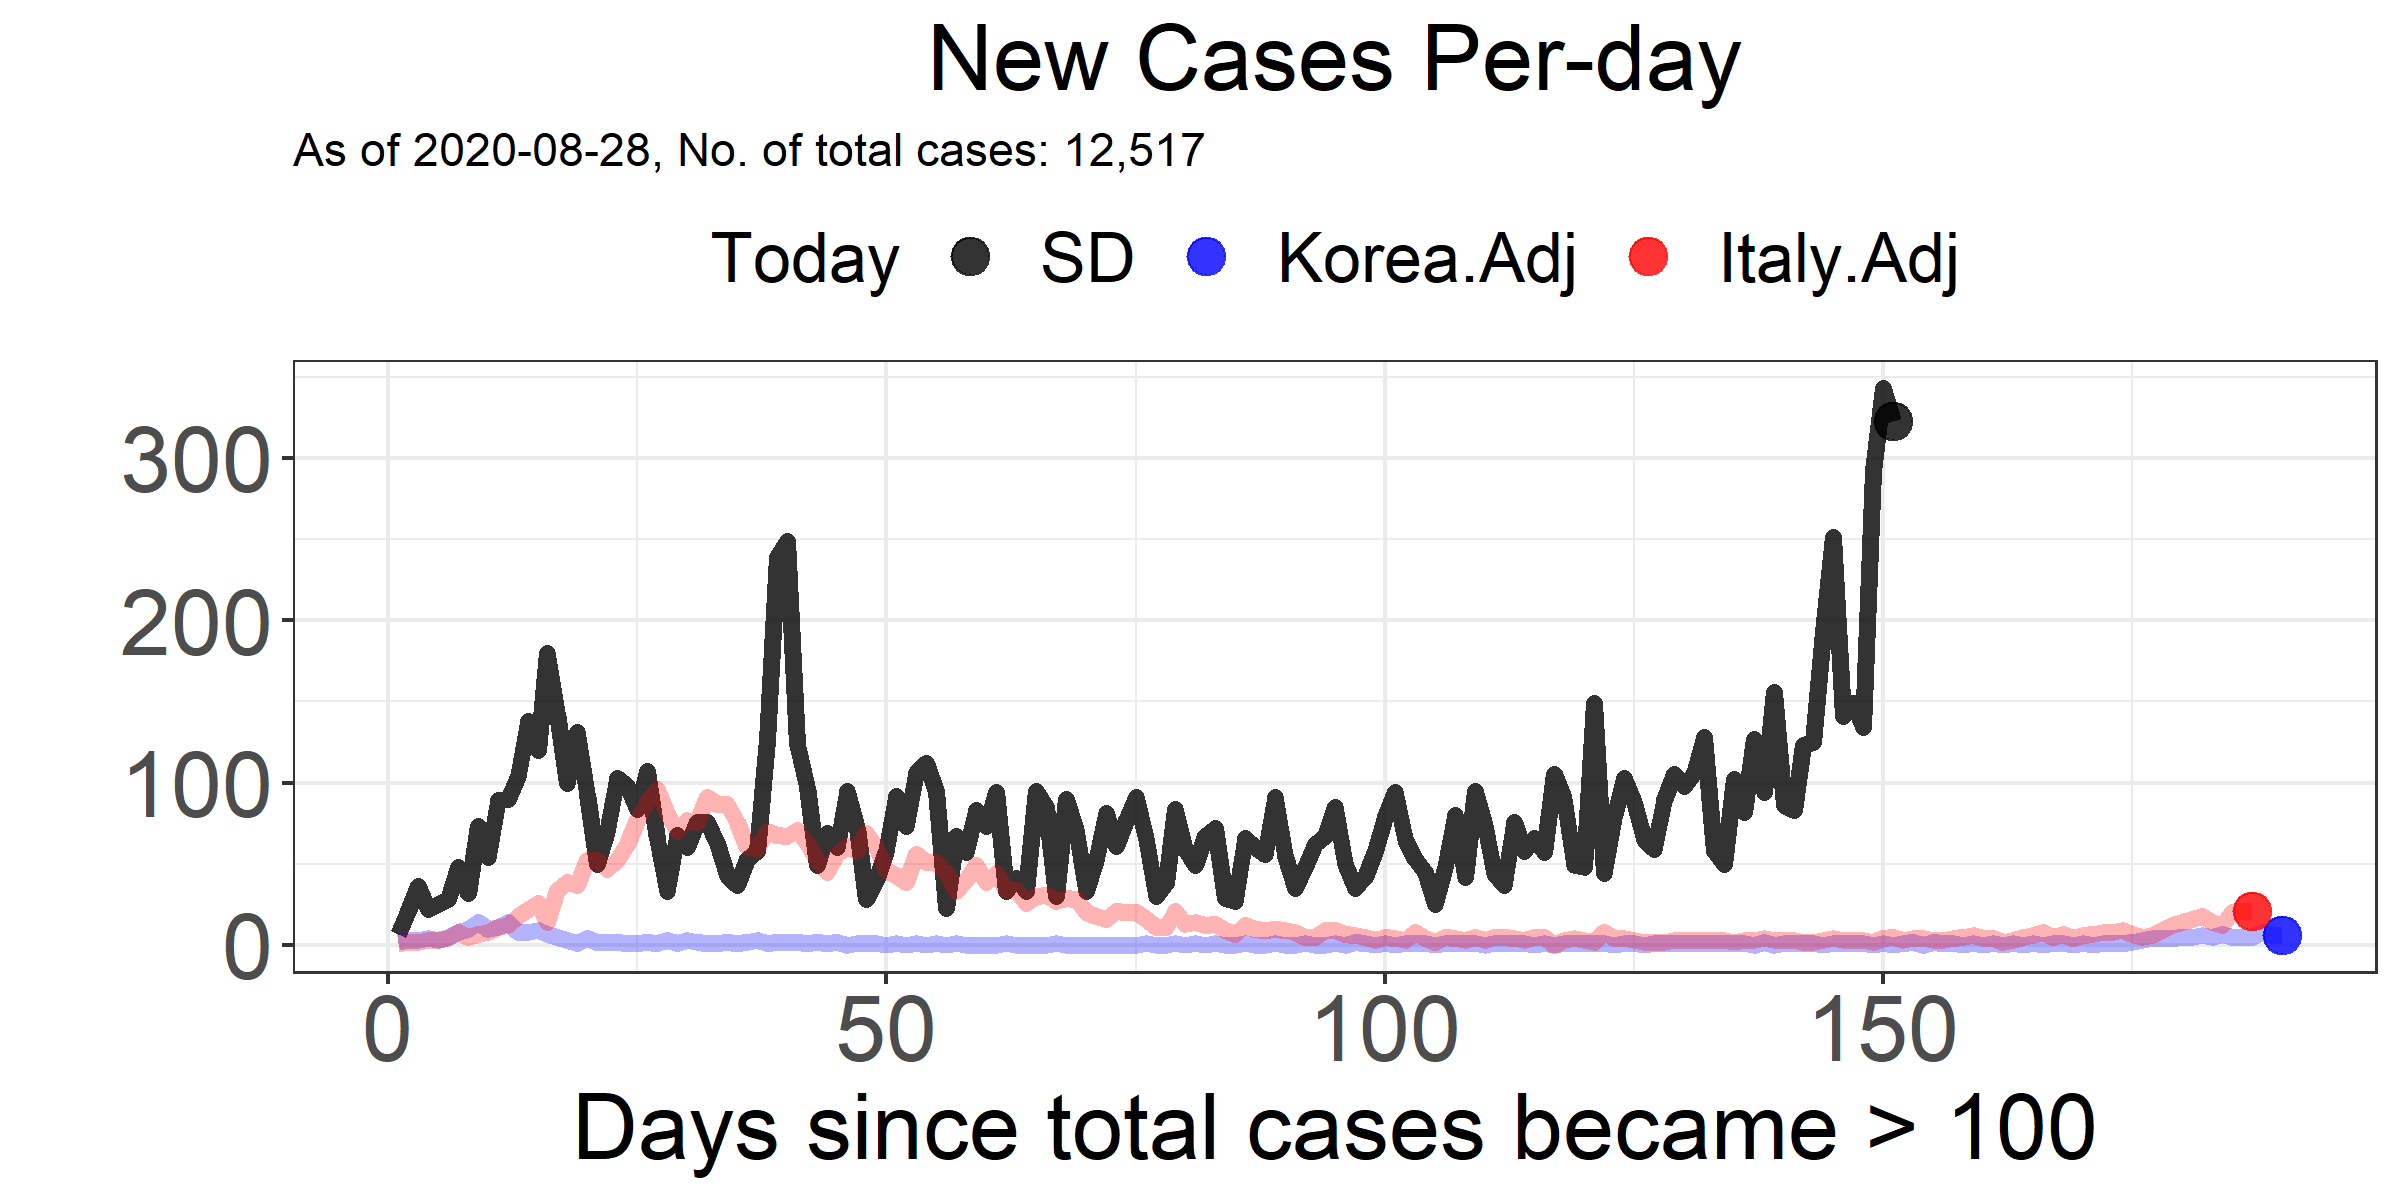 New Cases Per-day
As of 2020-08-28, No. of total cases: 12,517
Today SD Korea.Adj Italy.Adj
300
200
100
0
0 50 100 150
Days since total cases became > 100